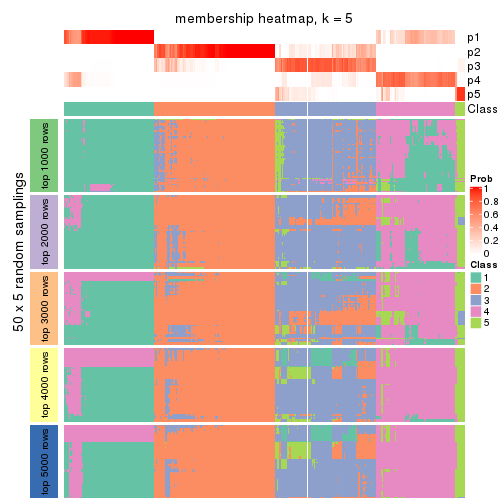 membership heatmap, k = 5
p1
p2
p3
p4
p5
Class
50 x 5 random samplings
top 1000 rows
top 2000 rows
top 3000 rows
top 4000 rows
top 5000 rows
Prob
1
0.8
0.6
0.4
0.2
0
Class
1
2
3
4
5